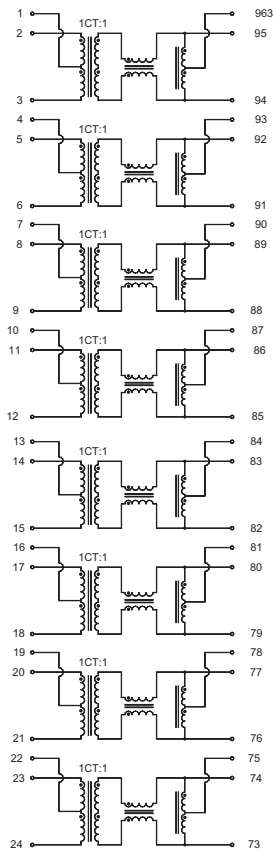 1 963
2 1CT:1 95
3 94
4 93
5 1CT:1 92
6 91
7 90
8 1CT:1 89
9 88
10 87
11 1CT:1 86
12 85
13 84
14 1CT:1 83
15 82
16 81
17 1CT:1 80
18 79
19 78
20 1CT:1 77
21 76
22 75
23 1CT:1 74
24 73